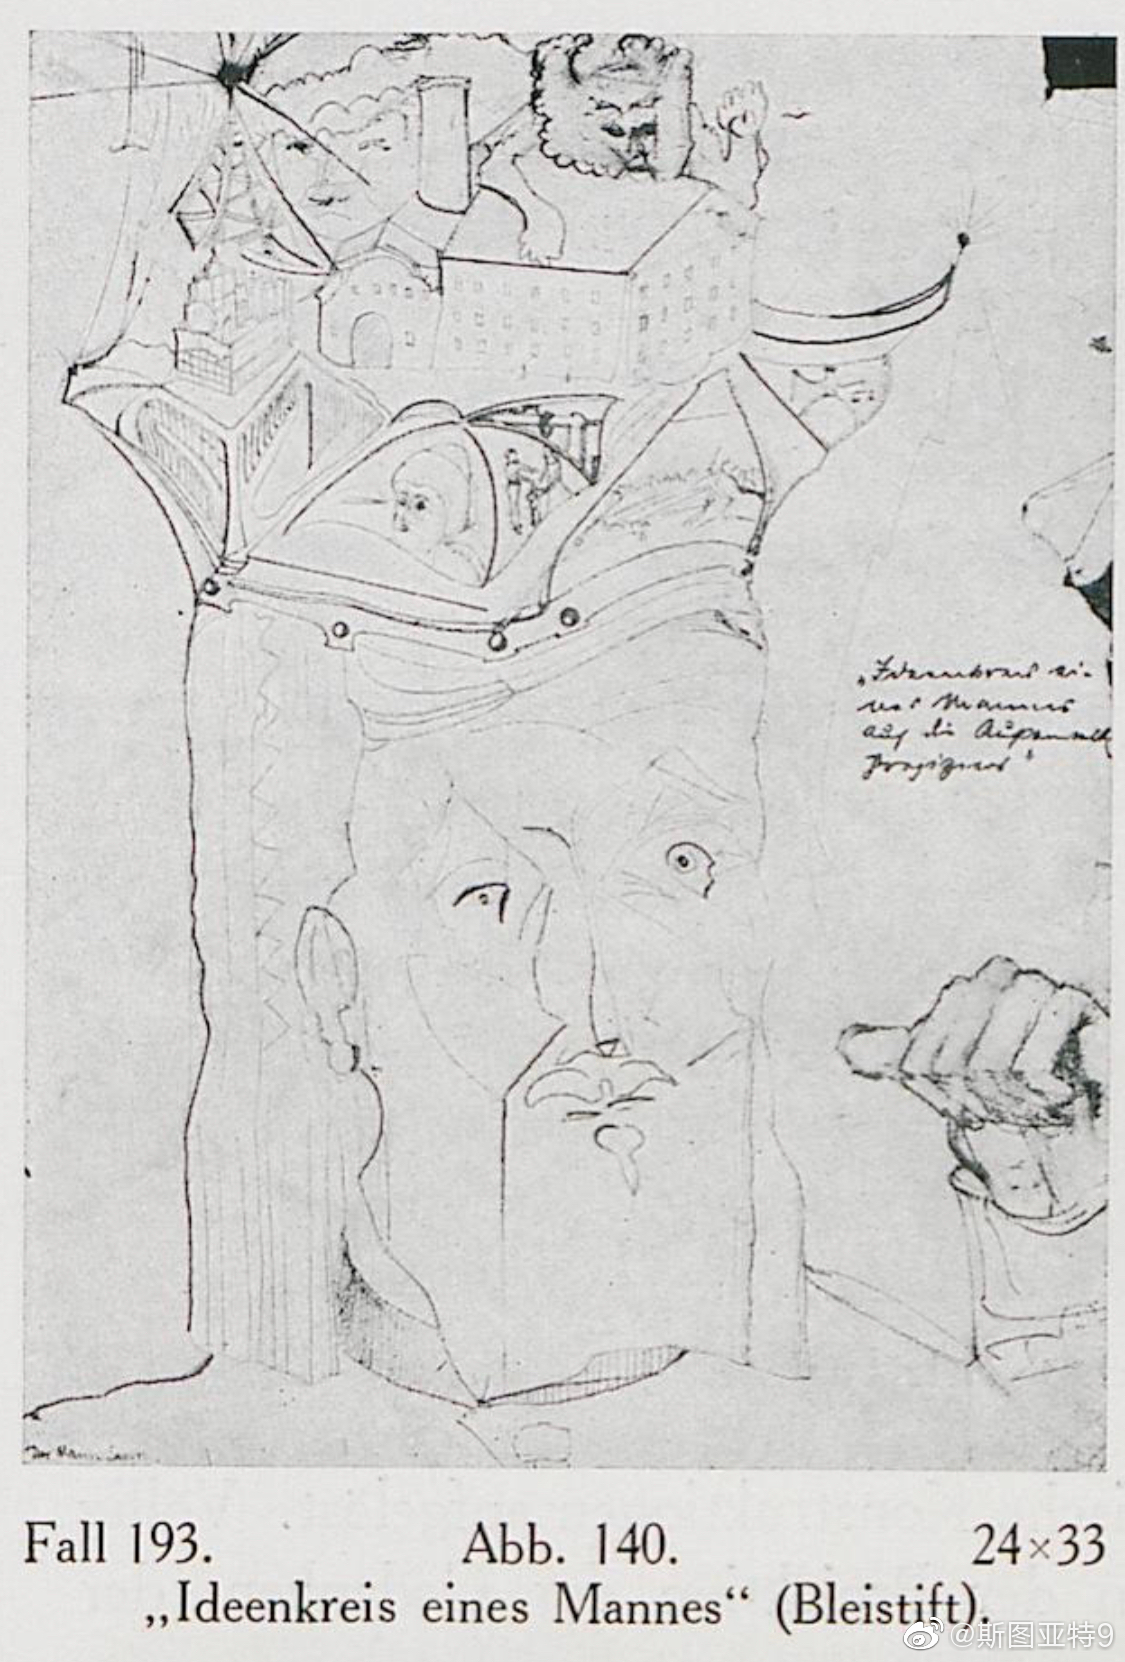 „Ideenkreis ei-
nes Mannes
auf die Außenwelt
projiziert"
Fall 193. Abb. 140. 24×33
„Ideenkreis eines Mannes“ (Bleistift).
@斯图亚特9